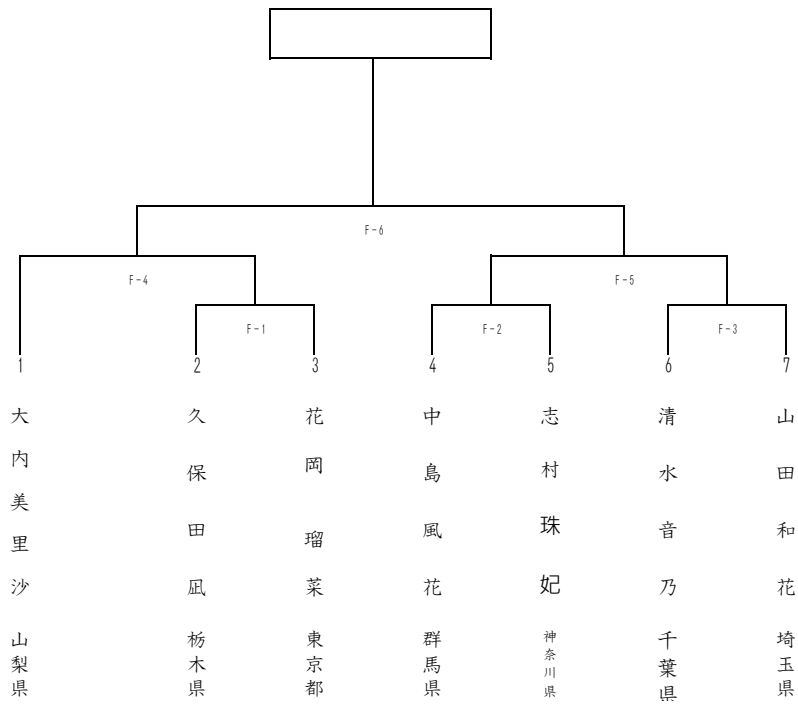 F-6
F-4
F-5
F-1
F-2
F-3
1
2
3
4
5
6
7
大内美里沙
山梨県
久保田凪
栃木県
花岡瑠菜
東京都
中島風花
群馬県
志村珠妃
神奈川県
清水音乃
千葉県
山田和花
埼玉県